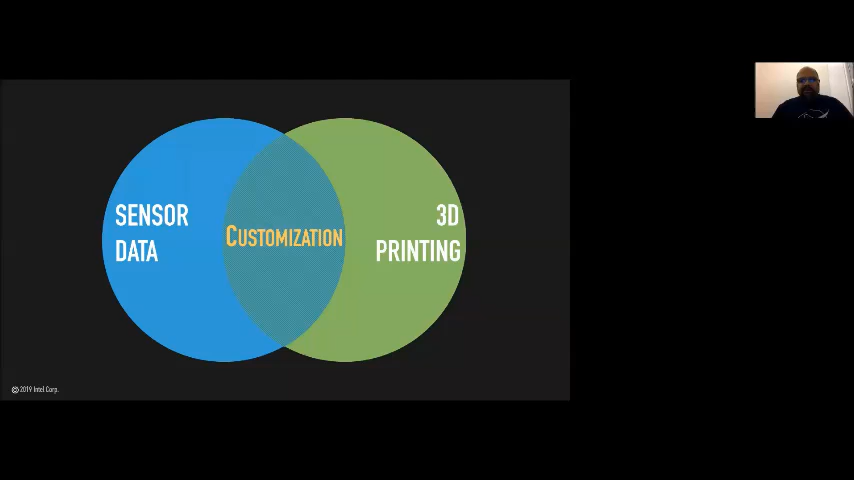 SENSOR
DATA
CUSTOMIZATION
3D
PRINTING
© 2019 Intel Corp.